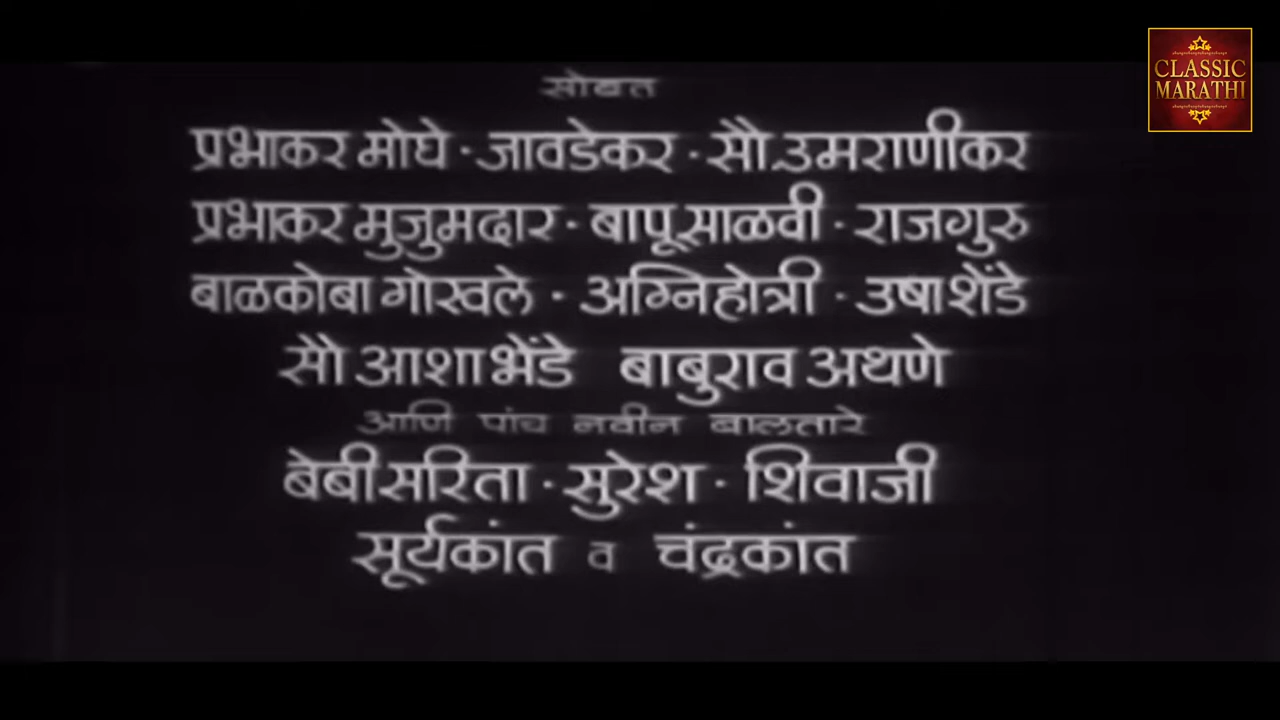 CLASSIC
MARATHI
सोबत
प्रभाकर मोघे · जावडेकर · सौ. उमराणीकर
प्रभाकर मुजुमदार · बापू साळवी · राजगुरु
बाळकोबा गोखले · अग्निहोत्री · उषा शेंडे
सौ आशा भेंडे बाबुराव अथणे
आणि पांच नवीन बालतारे
बेबी सरिता · सुरेश · शिवाजी
सूर्यकांत व चंद्रकांत